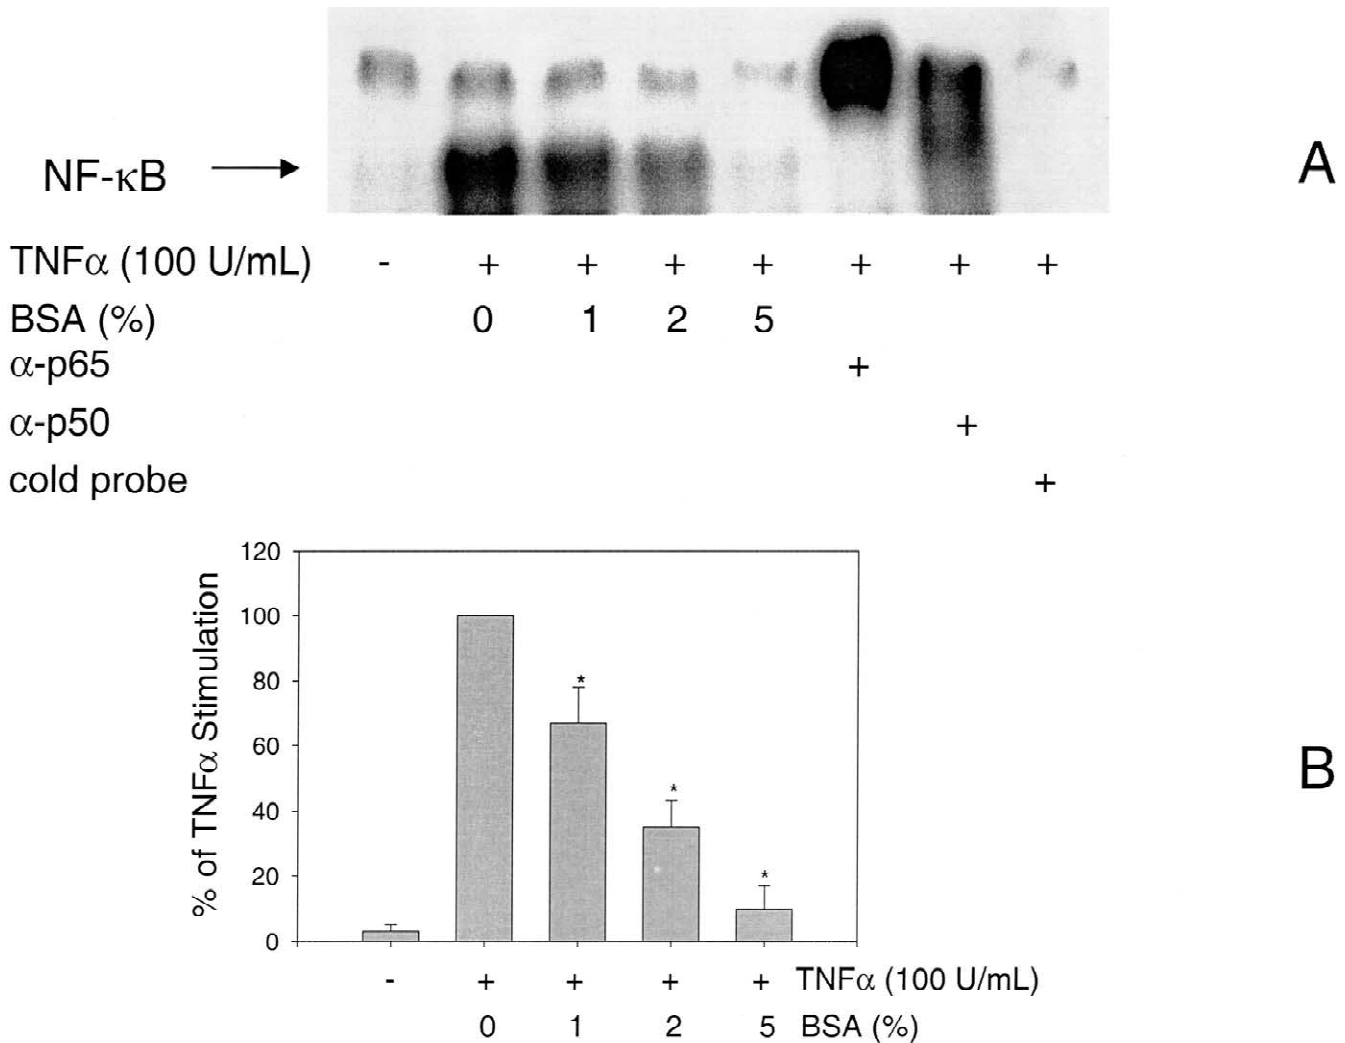 A
NF-κB
TNFα (100 U/mL) - + + + + + + +
BSA (%) 0 1 2 5
α-p65 +
α-p50 +
cold probe +
B
% of TNFα Stimulation
120
100
80
60
40
20
0
*
*
*
- + + + + TNFα (100 U/mL)
0 1 2 5 BSA (%)